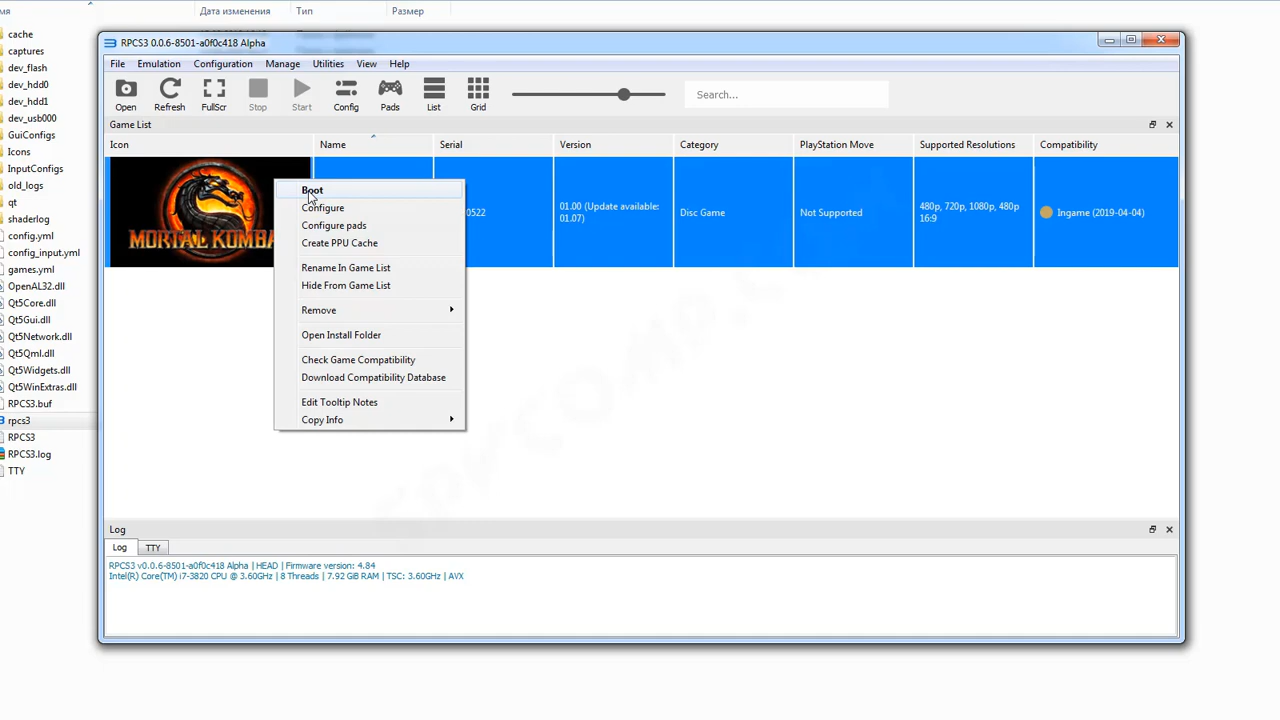 Дата изменения
Тип
Размер
cache
captures
dev_flash
dev_hdd0
dev_hdd1
dev_usb000
GuiConfigs
Icons
InputConfigs
old_logs
qt
shaderlog
config.yml
config_input.yml
games.yml
OpenAL32.dll
Qt5Core.dll
Qt5Gui.dll
Qt5Network.dll
Qt5Qml.dll
Qt5Widgets.dll
Qt5WinExtras.dll
RPCS3.buf
rpcs3
RPCS3
RPCS3.log
TTY
RPCS3 0.0.6-8501-a0f0c418 Alpha
File Emulation Configuration Manage Utilities View Help
Open Refresh FullScr Stop Start Config Pads List Grid
Search...
Game List
Icon Name Serial Version Category PlayStation Move Supported Resolutions Compatibility
MORTAL KOMBA
0522
01.00 (Update available:
01.07)
Disc Game
Not Supported
480p, 720p, 1080p, 480p
16:9
Ingame (2019-04-04)
Boot
Configure
Configure pads
Create PPU Cache
Rename In Game List
Hide From Game List
Remove
Open Install Folder
Check Game Compatibility
Download Compatibility Database
Edit Tooltip Notes
Copy Info
Log
Log TTY
RPCS3 v0.0.6-8501-a0f0c418 Alpha | HEAD | Firmware version: 4.84
Intel(R) Core(TM) i7-3820 CPU @ 3.60GHz | 8 Threads | 7.92 GiB RAM | TSC: 3.60GHz | AVX